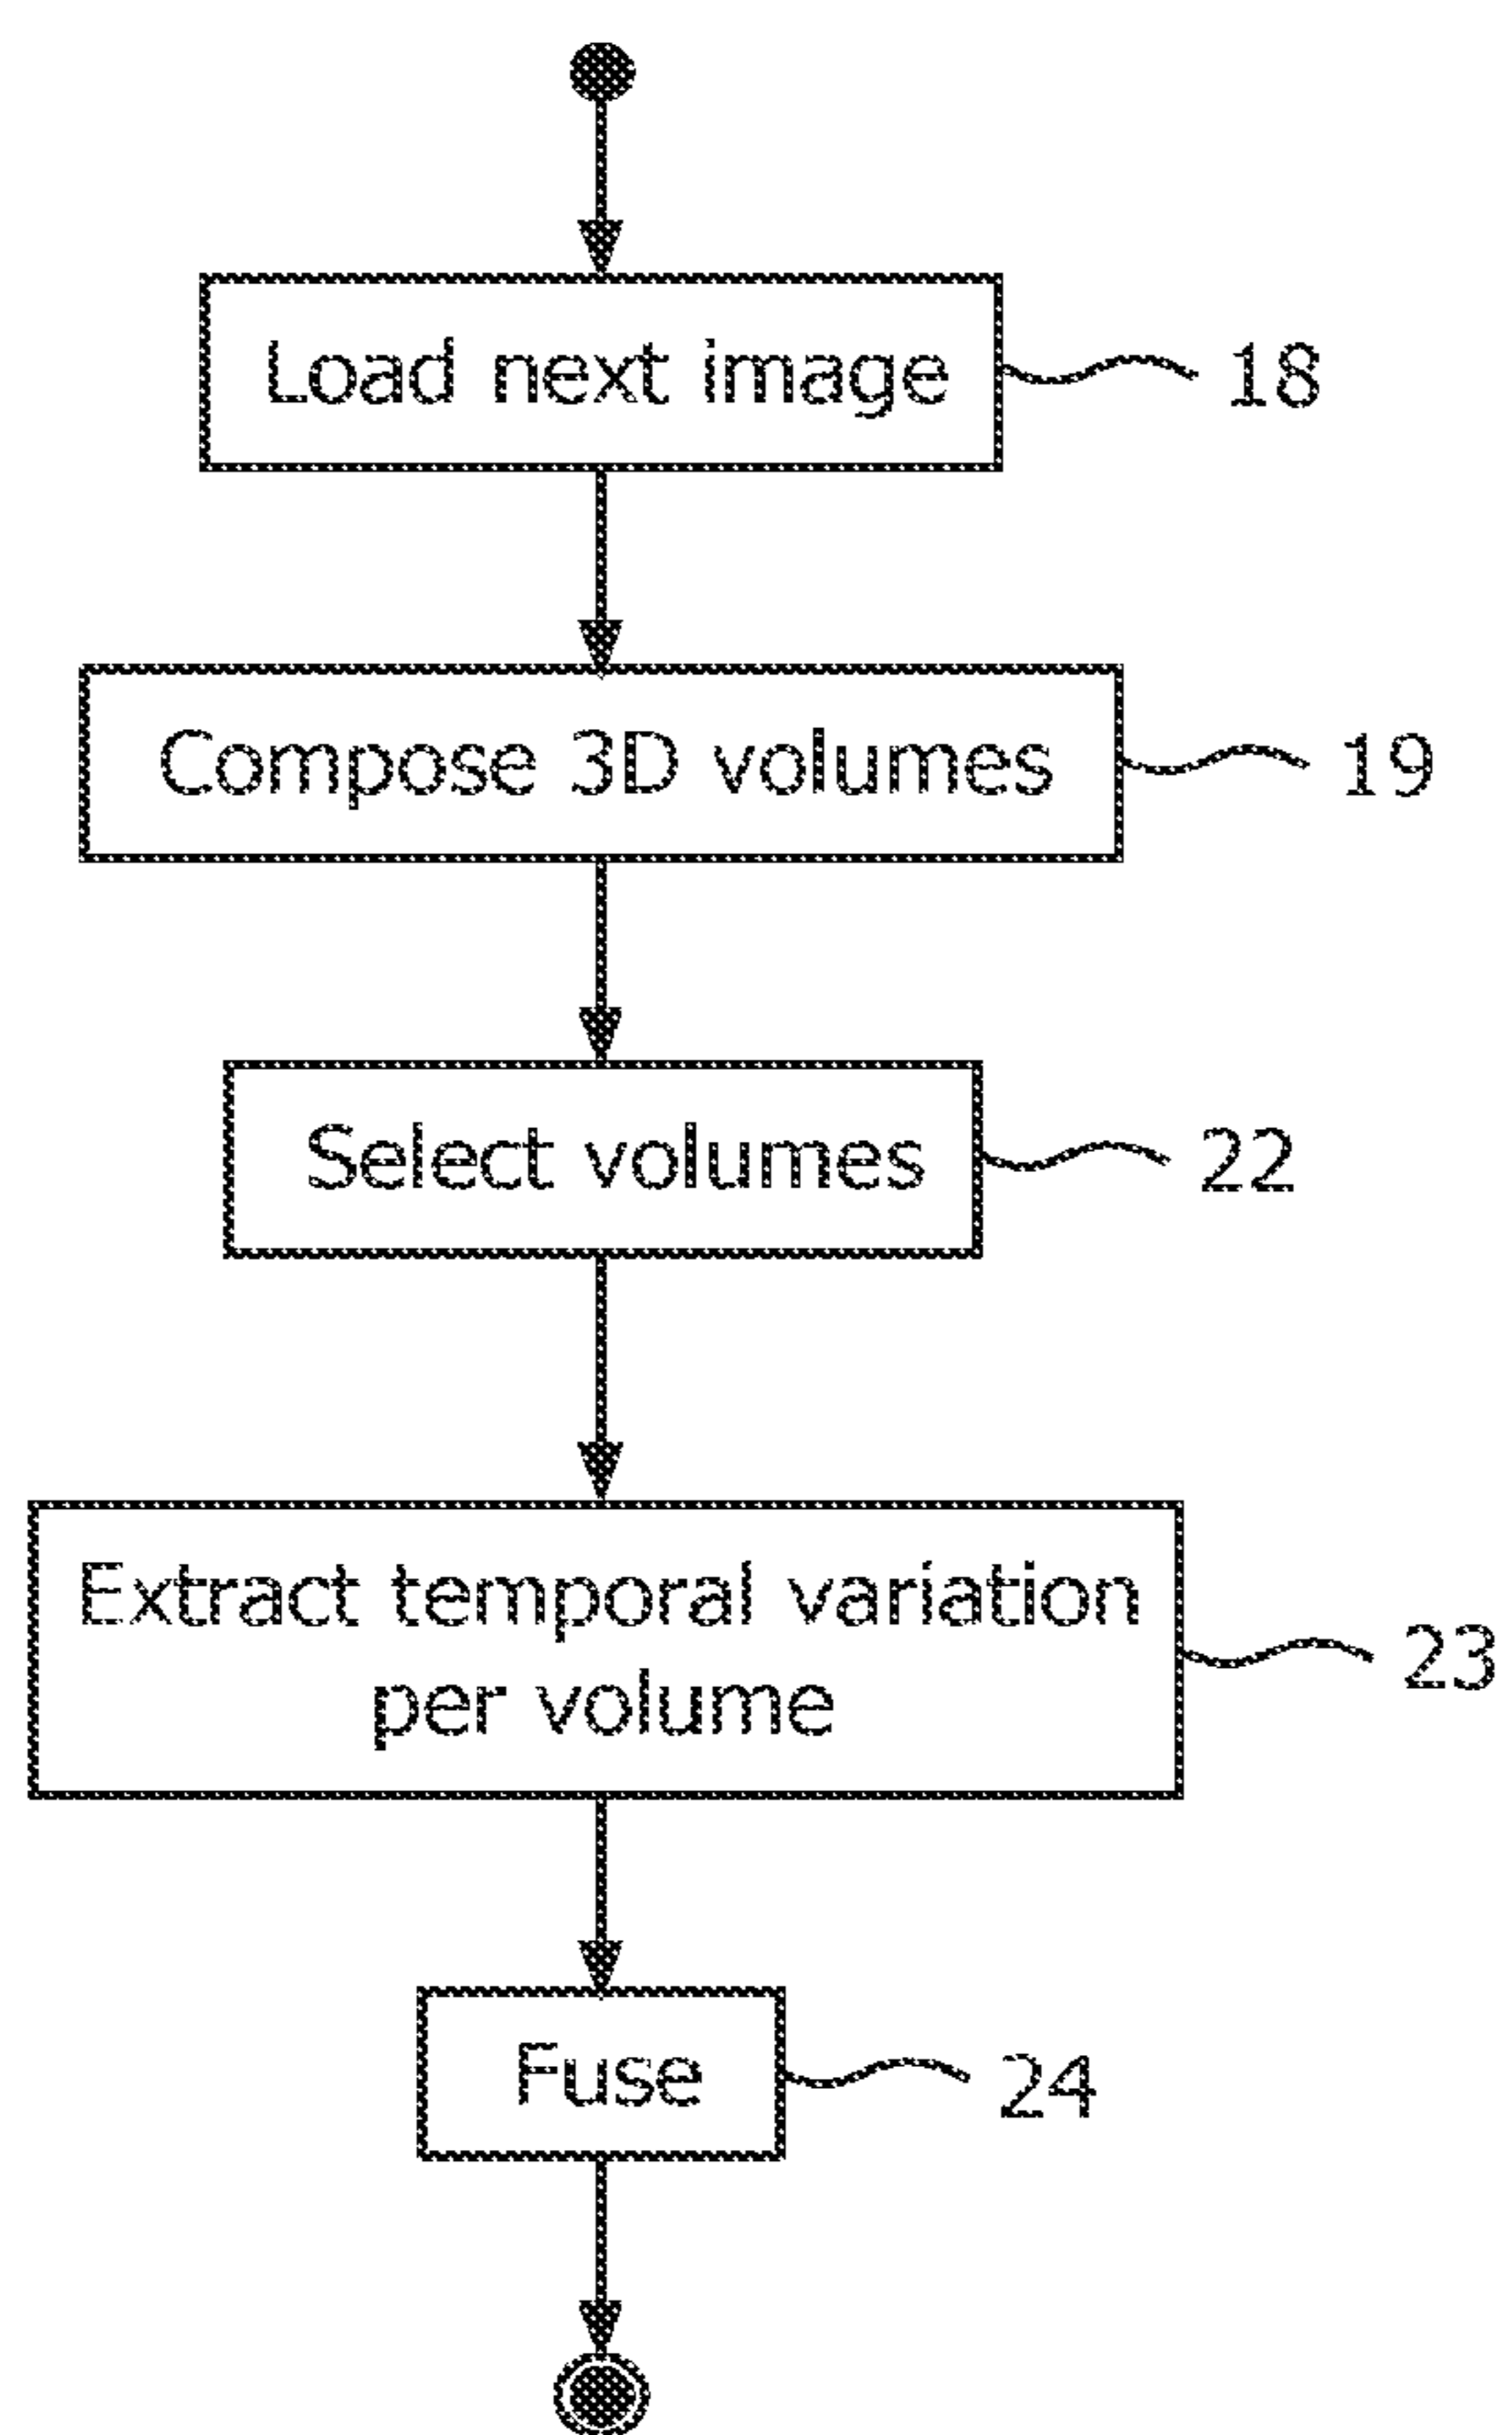 Load next image
18
Compose 3D volumes
19
Select volumes
22
Extract temporal variation
per volume
23
Fuse
24